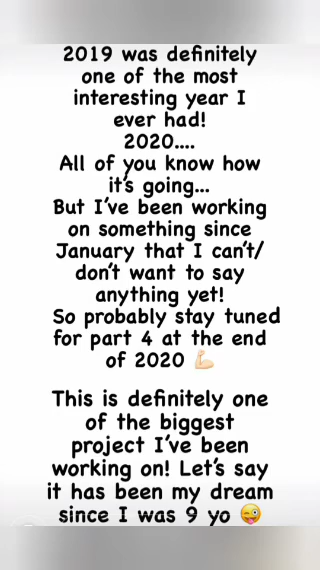 2019 was definitely
one of the most
interesting year I
ever had!
2020....
All of you know how
it's going...
But I've been working
on something since
January that I can't/
don't want to say
anything yet!
So probably stay tuned
for part 4 at the end
of 2020 💪🏻
This is definitely one
of the biggest
project I've been
working on! Let's say
it has been my dream
since I was 9 yo 😜